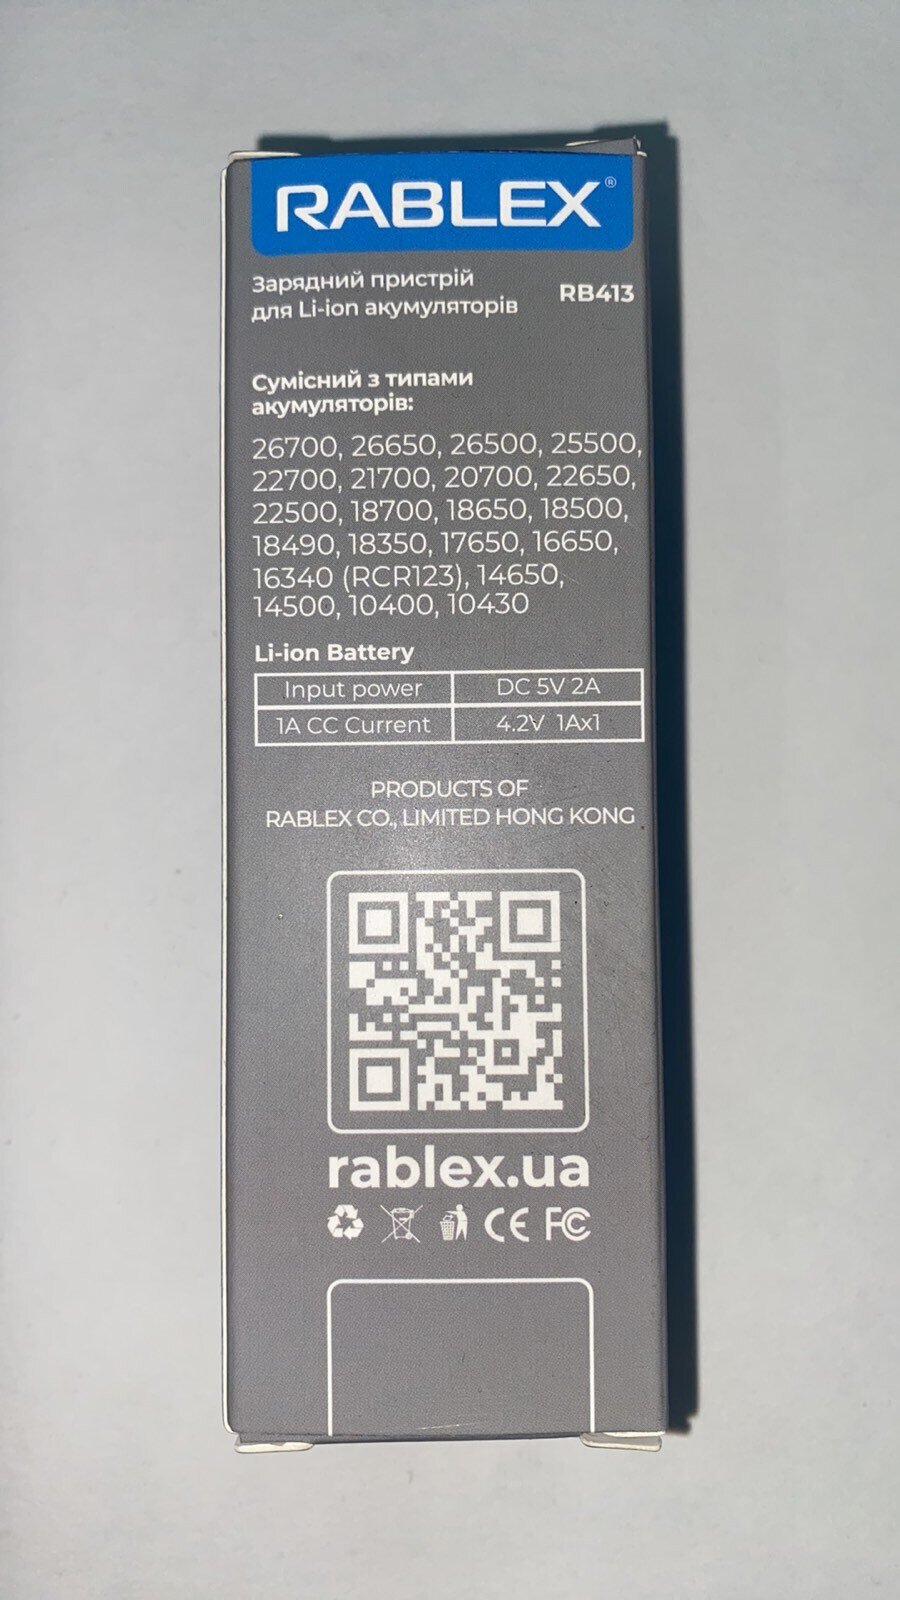 RABLEX®
Зарядний пристрій
для Li-ion акумуляторів
RB413
Сумісний з типами
акумуляторів:
26700, 26650, 26500, 25500,
22700, 21700, 20700, 22650,
22500, 18700, 18650, 18500,
18490, 18350, 17650, 16650,
16340 (RCR123), 14650,
14500, 10400, 10430
Li-ion Battery
Input power DC 5V 2A
1A CC Current 4.2V 1Ax1
PRODUCTS OF
RABLEX CO., LIMITED HONG KONG
rablex.ua
CE FC